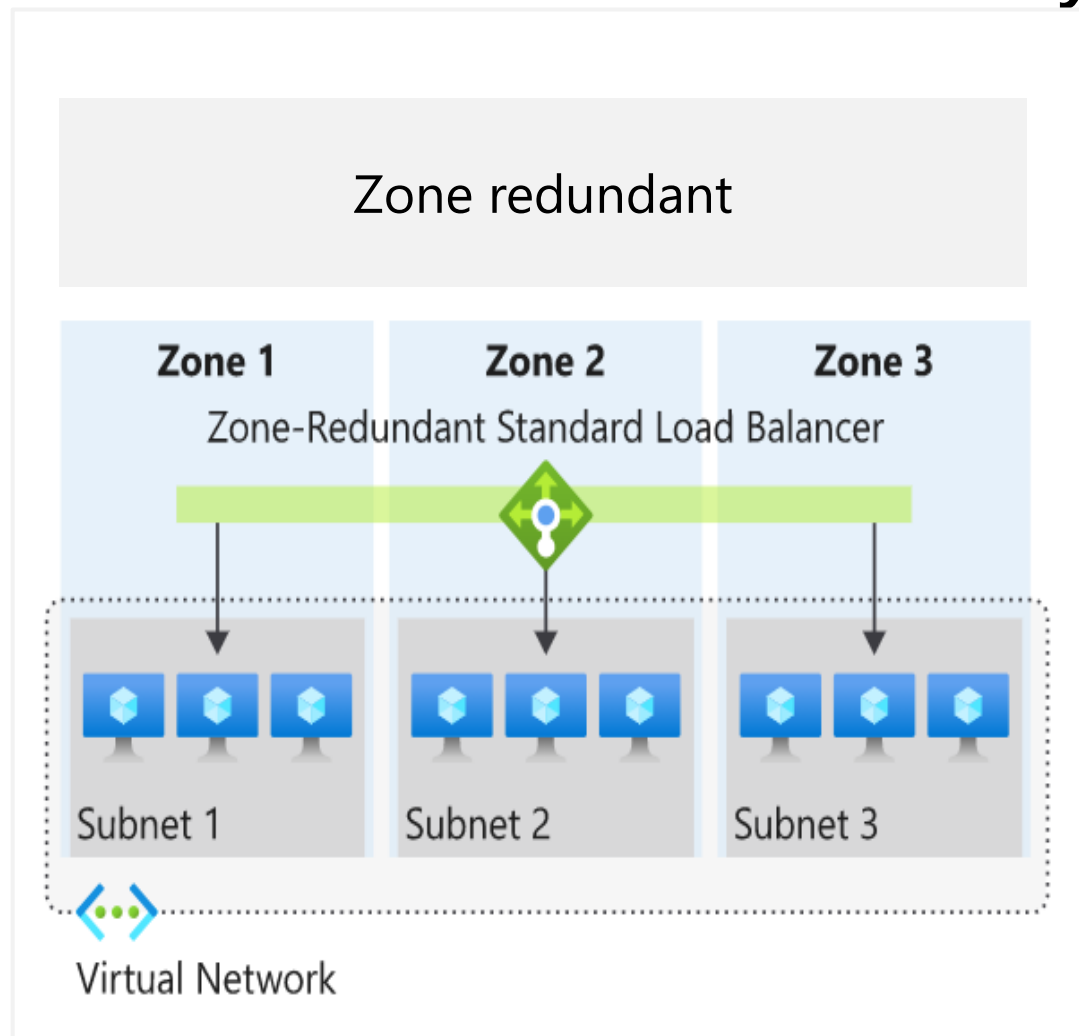 Zone redundant
Zone 1
Zone 2
Zone 3
Zone-Redundant Standard Load Balancer
Subnet 1
Subnet 2
Subnet 3
Virtual Network